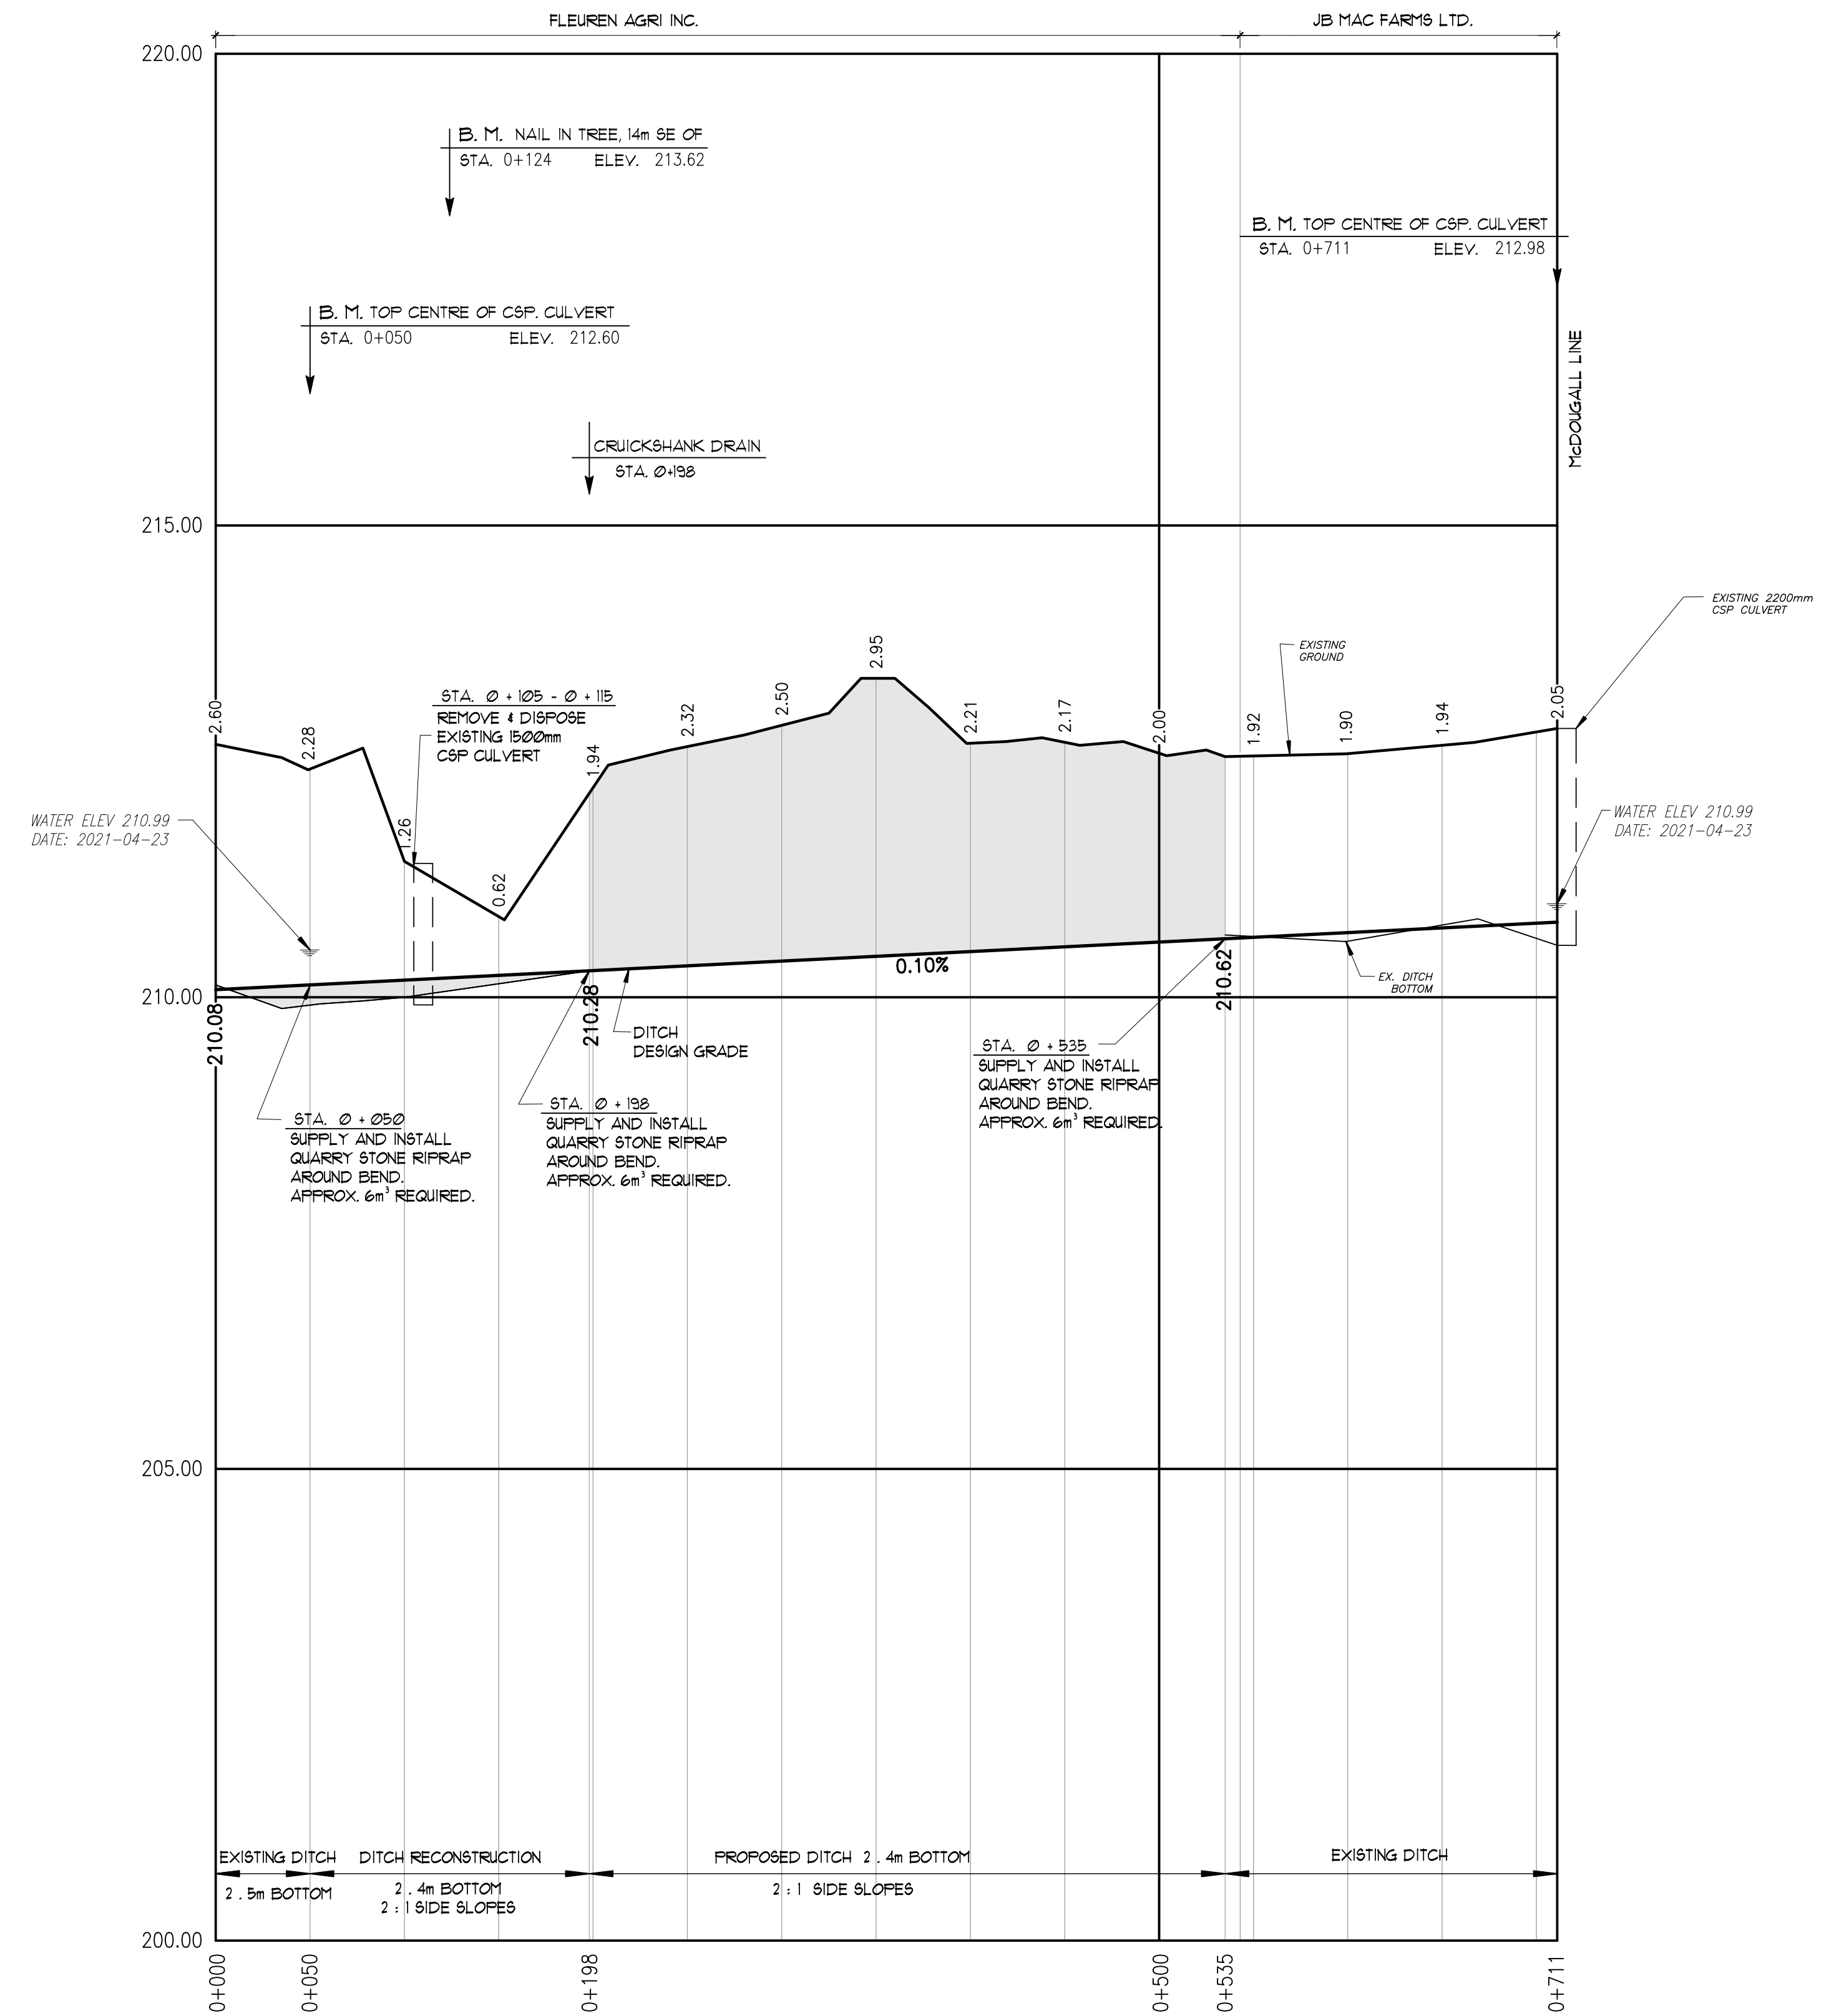 FLEUREN AGRI INC.
JB MAC FARMS LTD.
220.00
B. M. NAIL IN TREE, 14m SE OF
STA. 0+124 ELEV. 213.62
B. M. TOP CENTRE OF CSP. CULVERT
STA. 0+711 ELEV. 212.98
B. M. TOP CENTRE OF CSP. CULVERT
STA. 0+050 ELEV. 212.60
McDOUGALL LINE
CRUICKSHANK DRAIN
STA. Ø+198
215.00
EXISTING 2200mm
CSP CULVERT
EXISTING
GROUND
STA. Ø + 1Ø5 - Ø + 115
REMOVE & DISPOSE
EXISTING 15ØØmm
CSP CULVERT
2.60
2.28
1.26
0.62
1.94
2.32
2.50
2.95
2.21
2.17
2.00
1.92
1.90
1.94
2.05
WATER ELEV 210.99
DATE: 2021-04-23
WATER ELEV 210.99
DATE: 2021-04-23
0.10%
210.00
210.08
210.28
210.62
EX. DITCH
BOTTOM
DITCH
DESIGN GRADE
STA. Ø + 535
SUPPLY AND INSTALL
QUARRY STONE RIPRAP
AROUND BEND.
APPROX. 6m³ REQUIRED.
STA. Ø + 198
SUPPLY AND INSTALL
QUARRY STONE RIPRAP
AROUND BEND.
APPROX. 6m³ REQUIRED.
STA. Ø + Ø5Ø
SUPPLY AND INSTALL
QUARRY STONE RIPRAP
AROUND BEND.
APPROX. 6m³ REQUIRED.
205.00
EXISTING DITCH
2 . 5m BOTTOM
DITCH RECONSTRUCTION
2 . 4m BOTTOM
2 : 1 SIDE SLOPES
PROPOSED DITCH 2 . 4m BOTTOM
2 : 1 SIDE SLOPES
EXISTING DITCH
200.00
0+000
0+050
0+198
0+500
0+535
0+711